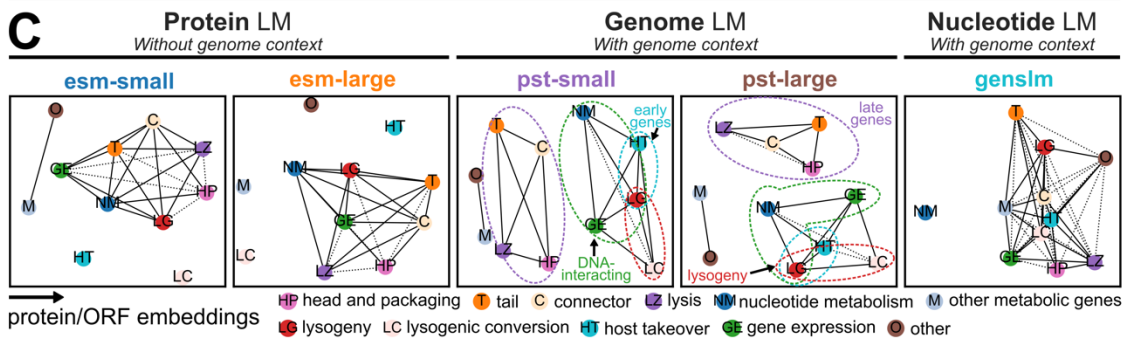 C
Protein LM
Without genome context
Genome LM
With genome context
Nucleotide LM
With genome context
esm-small
esm-large
pst-small
pst-large
genslm
O
C
T
LZ
GE
HP
NM
M
LG
HT
LC
O
HT
NM
LG
T
M
GE
C
LC
LZ
HP
NM
early
genes
T
HT
C
O
LG
GE
M
LZ
HP
LC
DNA-
interacting
late
genes
LZ
T
C
HP
M
GE
NM
HT
O
lysogeny
LG
LC
T
LG
O
C
M
NM
HT
LC
GE
HP
LZ
protein/ORF embeddings
HP head and packaging T tail C connector LZ lysis NM nucleotide metabolism M other metabolic genes
LG lysogeny LC lysogenic conversion HT host takeover GE gene expression O other